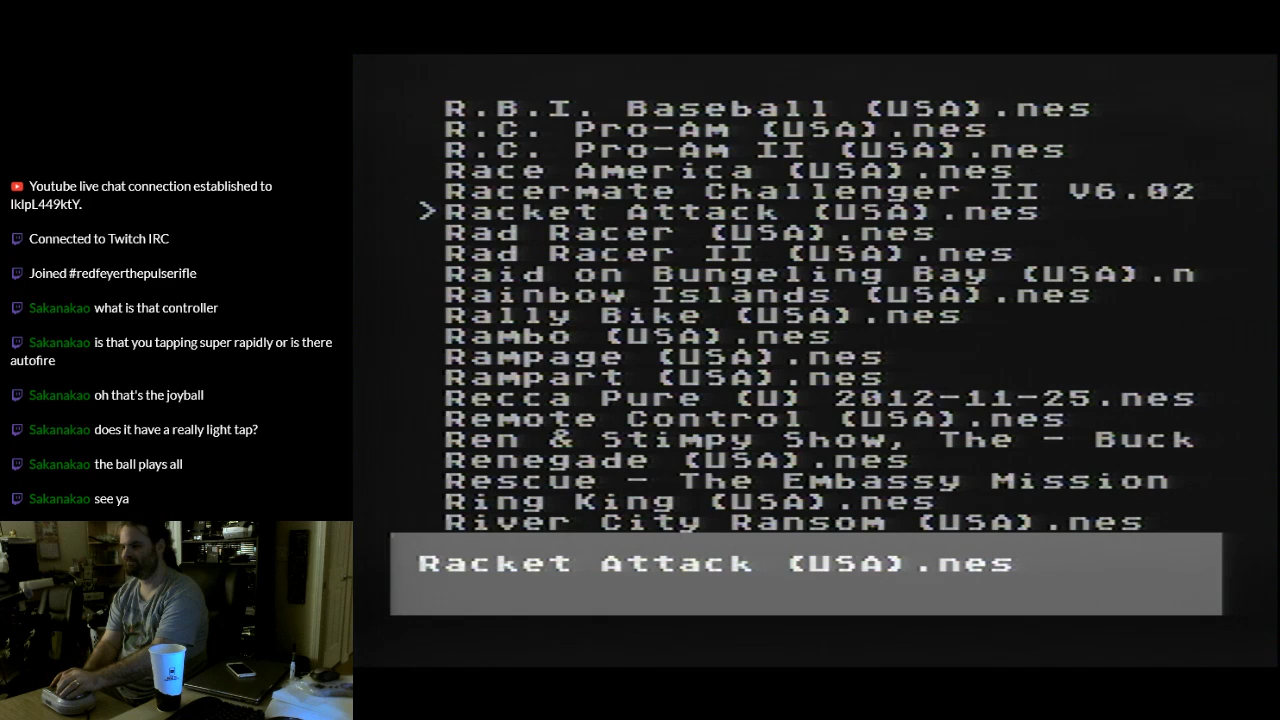 Youtube live chat connection established to
lklpL449ktY.
Connected to Twitch IRC
Joined #redfeyerthepulserifle
Sakanakao what is that controller
Sakanakao is that you tapping super rapidly or is there
autofire
Sakanakao oh that's the joyball
Sakanakao does it have a really light tap?
Sakanakao the ball plays all
Sakanakao see ya
R.B.I. Baseball (USA).nes
R.C. Pro-Am (USA).nes
R.C. Pro-Am II (USA).nes
Race America (USA).nes
Racermate Challenger II V6.02
>Racket Attack (USA).nes
Rad Racer (USA).nes
Rad Racer II (USA).nes
Raid on Bungeling Bay (USA).n
Rainbow Islands (USA).nes
Rally Bike (USA).nes
Rambo (USA).nes
Rampage (USA).nes
Rampart (USA).nes
Recca Pure (U) 2012-11-25.nes
Remote Control (USA).nes
Ren & Stimpy Show, The - Buck
Renegade (USA).nes
Rescue - The Embassy Mission
Ring King (USA).nes
River City Ransom (USA).nes
Racket Attack (USA).nes